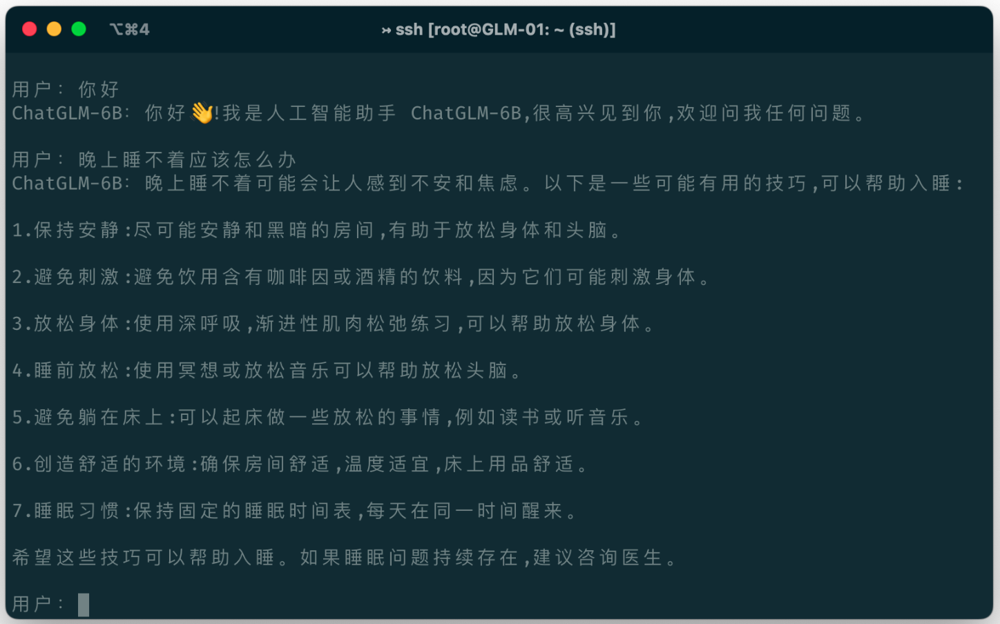 ⌥⌘4
↣ ssh [root@GLM-01: ~ (ssh)]
用户：你好
ChatGLM-6B：你好👋!我是人工智能助手 ChatGLM-6B,很高兴见到你,欢迎问我任何问题。
用户：晚上睡不着应该怎么办
ChatGLM-6B：晚上睡不着可能会让人感到不安和焦虑。以下是一些可能有用的技巧,可以帮助入睡:
1.保持安静:尽可能安静和黑暗的房间,有助于放松身体和头脑。
2.避免刺激:避免饮用含有咖啡因或酒精的饮料,因为它们可能刺激身体。
3.放松身体:使用深呼吸,渐进性肌肉松弛练习,可以帮助放松身体。
4.睡前放松:使用冥想或放松音乐可以帮助放松头脑。
5.避免躺在床上:可以起床做一些放松的事情,例如读书或听音乐。
6.创造舒适的环境:确保房间舒适,温度适宜,床上用品舒适。
7.睡眠习惯:保持固定的睡眠时间表,每天在同一时间醒来。
希望这些技巧可以帮助入睡。如果睡眠问题持续存在,建议咨询医生。
用户：